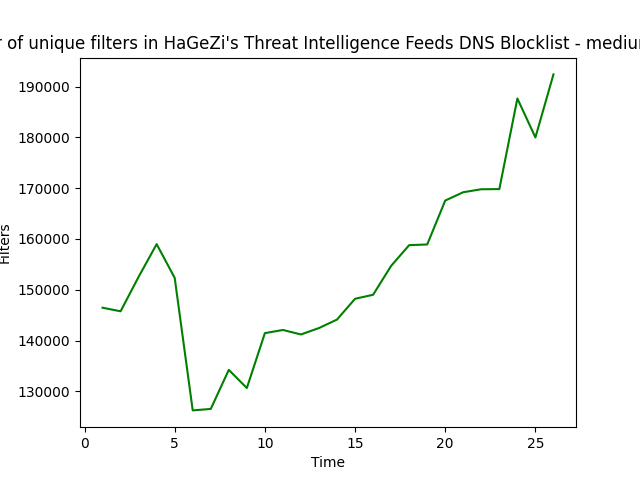 r of unique filters in HaGeZi's Threat Intelligence Feeds DNS Blocklist - mediu
190000
180000
170000
160000
150000
140000
130000
Filters
0 5 10 15 20 25
Time